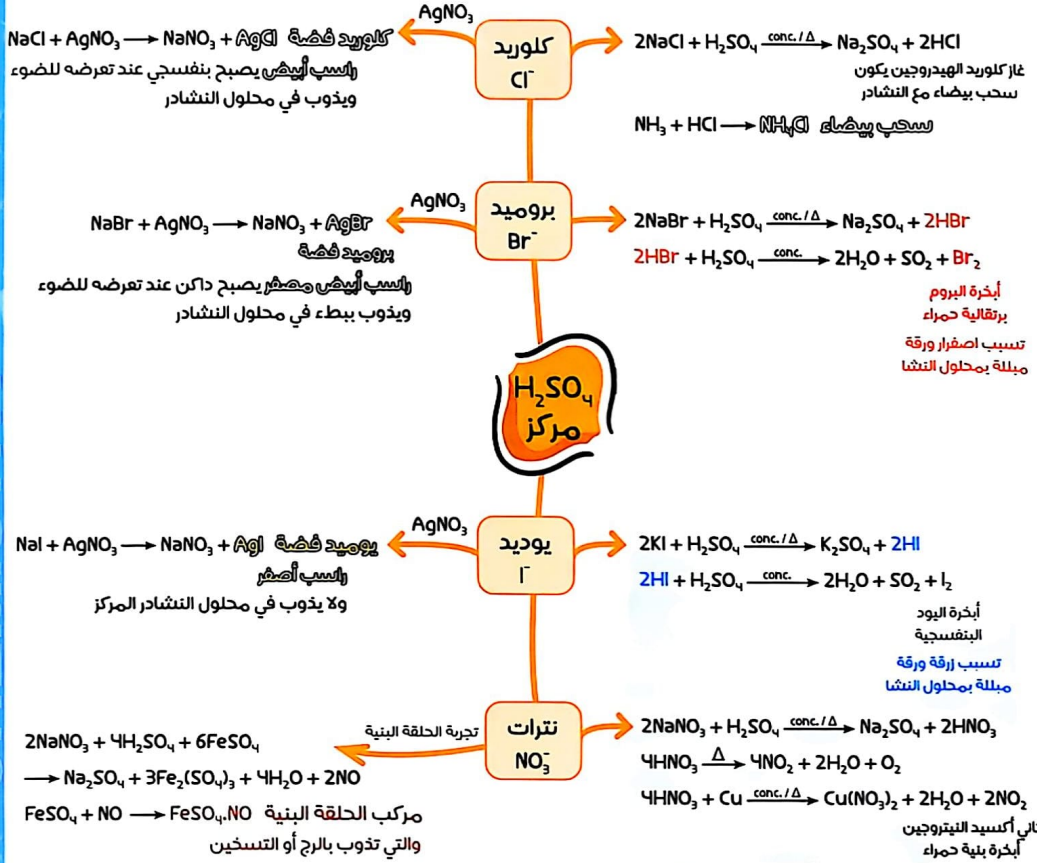 AgNO₃
كلوريد
Cl⁻
NaCl + AgNO₃ ⟶ NaNO₃ + AgCl كلوريد فضة
راسب أبيض يصبح بنفسجي عند تعرضه للضوء
ويذوب في محلول النشادر
2NaCl + H₂SO₄ conc. / Δ ⟶ Na₂SO₄ + 2HCl
غاز كلوريد الهيدروجين يكون
سحب بيضاء مع النشادر
NH₃ + HCl ⟶ NH₄Cl سحب بيضاء
AgNO₃
بروميد
Br⁻
NaBr + AgNO₃ ⟶ NaNO₃ + AgBr
بروميد فضة
راسب أبيض مصفر يصبح داكن عند تعرضه للضوء
ويذوب ببطء في محلول النشادر
2NaBr + H₂SO₄ conc. / Δ ⟶ Na₂SO₄ + 2HBr
2HBr + H₂SO₄ conc. ⟶ 2H₂O + SO₂ + Br₂
أبخرة البروم
برتقالية حمراء
تسبب اصفرار ورقة
مبللة بمحلول النشا
H₂SO₄
مركز
AgNO₃
يوديد
I⁻
NaI + AgNO₃ ⟶ NaNO₃ + AgI يوميد فضة
راسب أصفر
ولا يذوب في محلول النشادر المركز
2KI + H₂SO₄ conc. / Δ ⟶ K₂SO₄ + 2HI
2HI + H₂SO₄ conc. ⟶ 2H₂O + SO₂ + I₂
أبخرة اليود
البنفسجية
تسبب زرقة ورقة
مبللة بمحلول النشا
نترات
NO₃⁻
تجربة الحلقة البنية
2NaNO₃ + 4H₂SO₄ + 6FeSO₄
⟶ Na₂SO₄ + 3Fe₂(SO₄)₃ + 4H₂O + 2NO
FeSO₄ + NO ⟶ FeSO₄.NO مركب الحلقة البنية
والتي تذوب بالرج أو التسخين
2NaNO₃ + H₂SO₄ conc. / Δ ⟶ Na₂SO₄ + 2HNO₃
4HNO₃ Δ ⟶ 4NO₂ + 2H₂O + O₂
4HNO₃ + Cu conc. / Δ ⟶ Cu(NO₃)₂ + 2H₂O + 2NO₂
ثاني أكسيد النيتروجين
أبخرة بنية حمراء